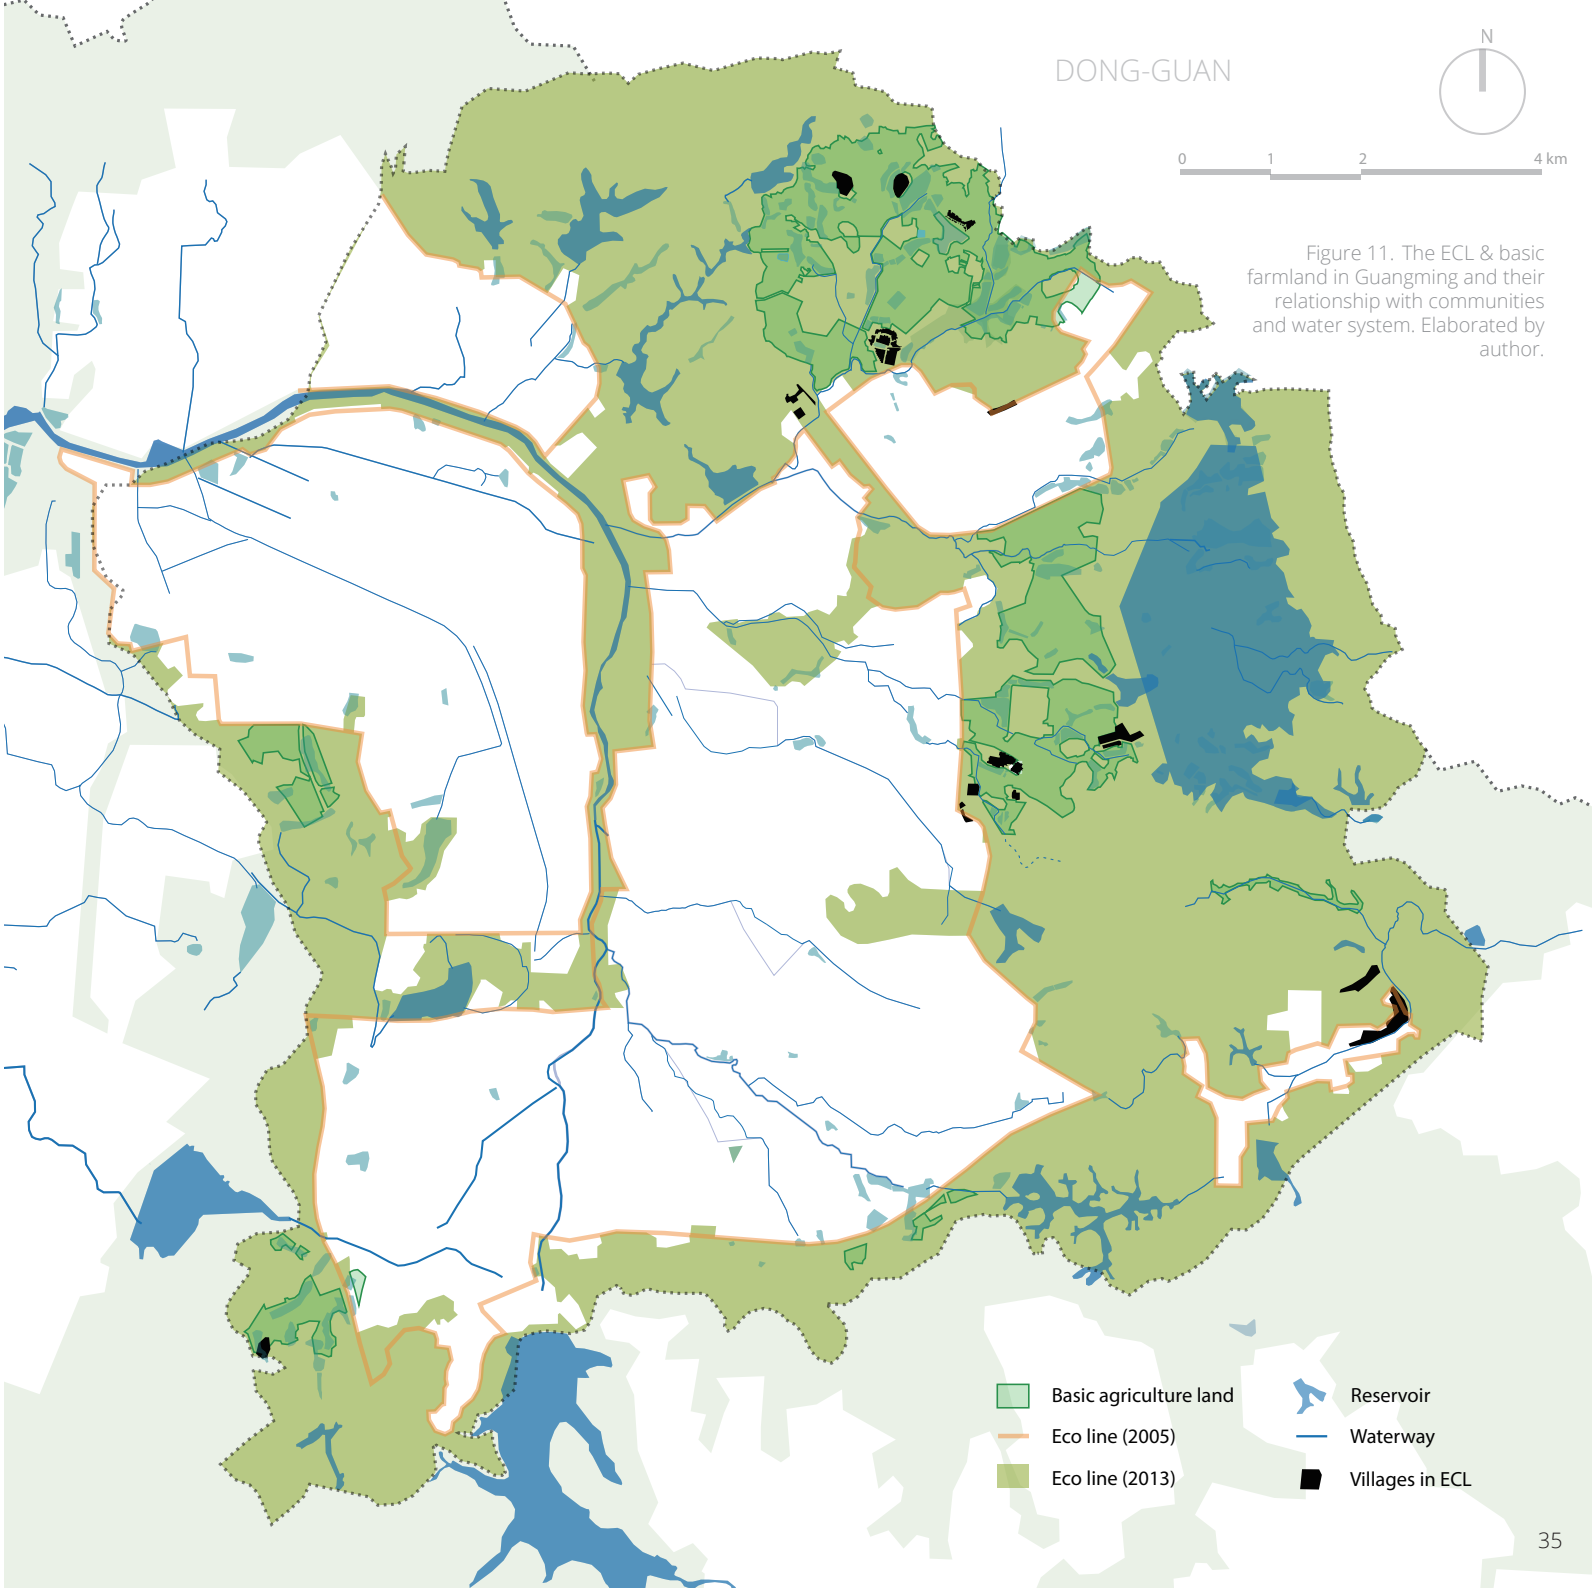 DONG-GUAN
N
0 1 2 4 km
Figure 11. The ECL & basic
farmland in Guangming and their
relationship with communities
and water system. Elaborated by
author.
Basic agriculture land
Eco line (2005)
Eco line (2013)
Reservoir
Waterway
Villages in ECL
35